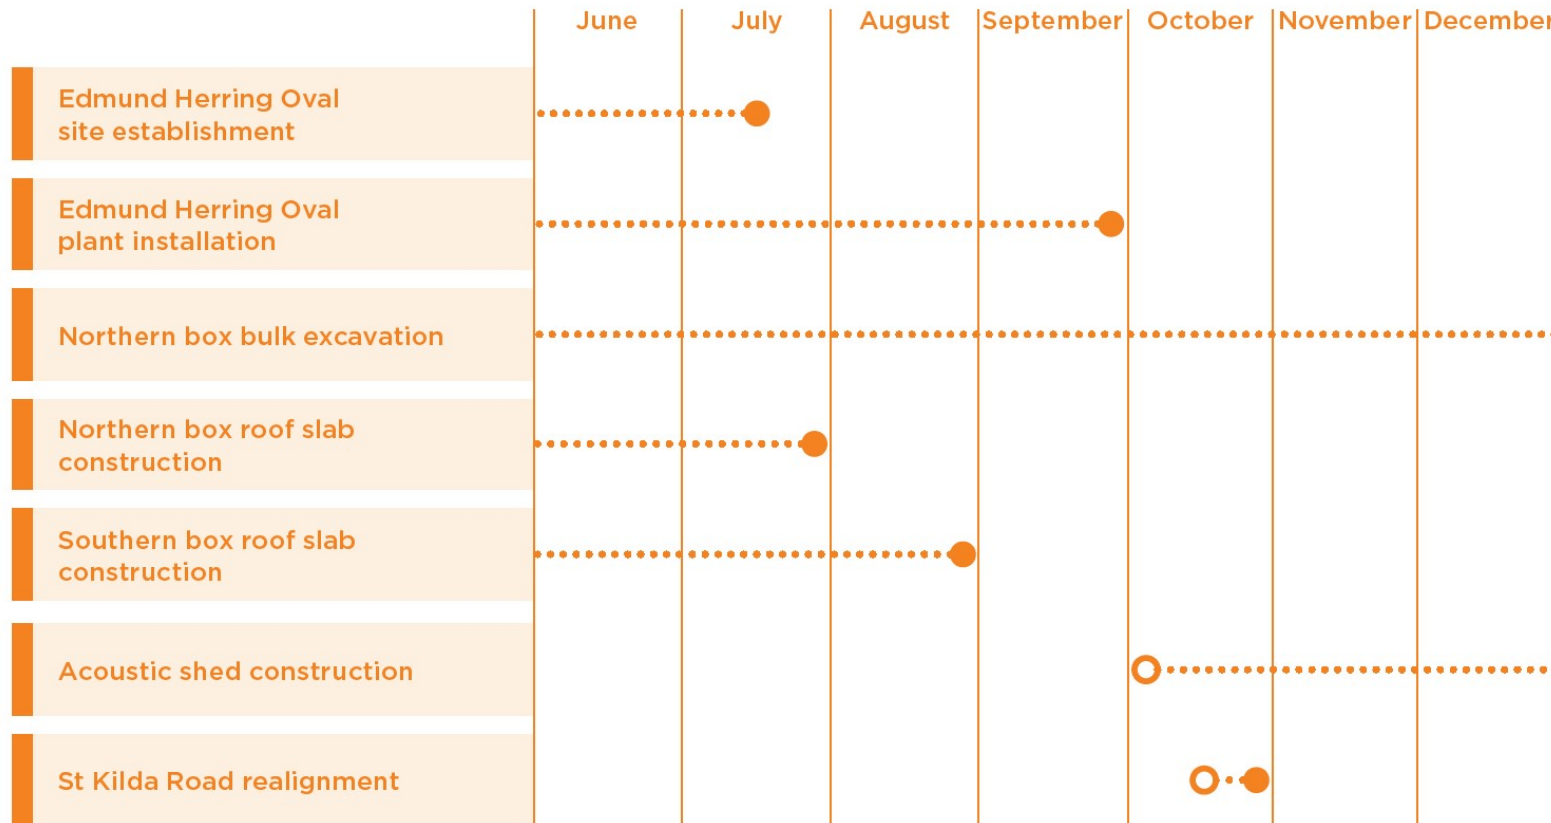 June July August September October November December
Edmund Herring Oval
site establishment
Edmund Herring Oval
plant installation
Northern box bulk excavation
Northern box roof slab
construction
Southern box roof slab
construction
Acoustic shed construction
St Kilda Road realignment